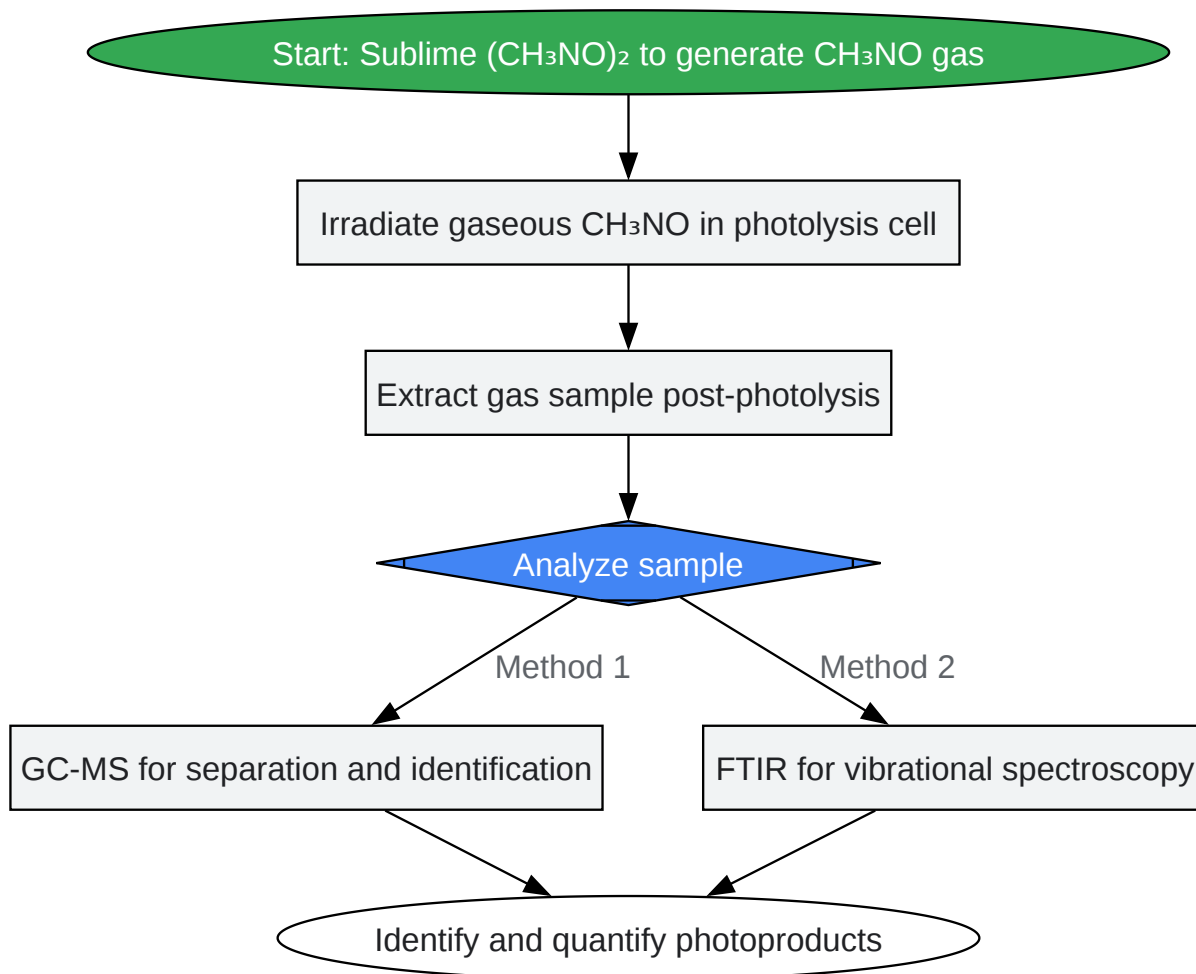 Start: Sublime (CH₃NO)₂ to generate CH₃NO gas
Irradiate gaseous CH₃NO in photolysis cell
Extract gas sample post-photolysis
Analyze sample
Method 1
Method 2
GC-MS for separation and identification
FTIR for vibrational spectroscopy
Identify and quantify photoproducts